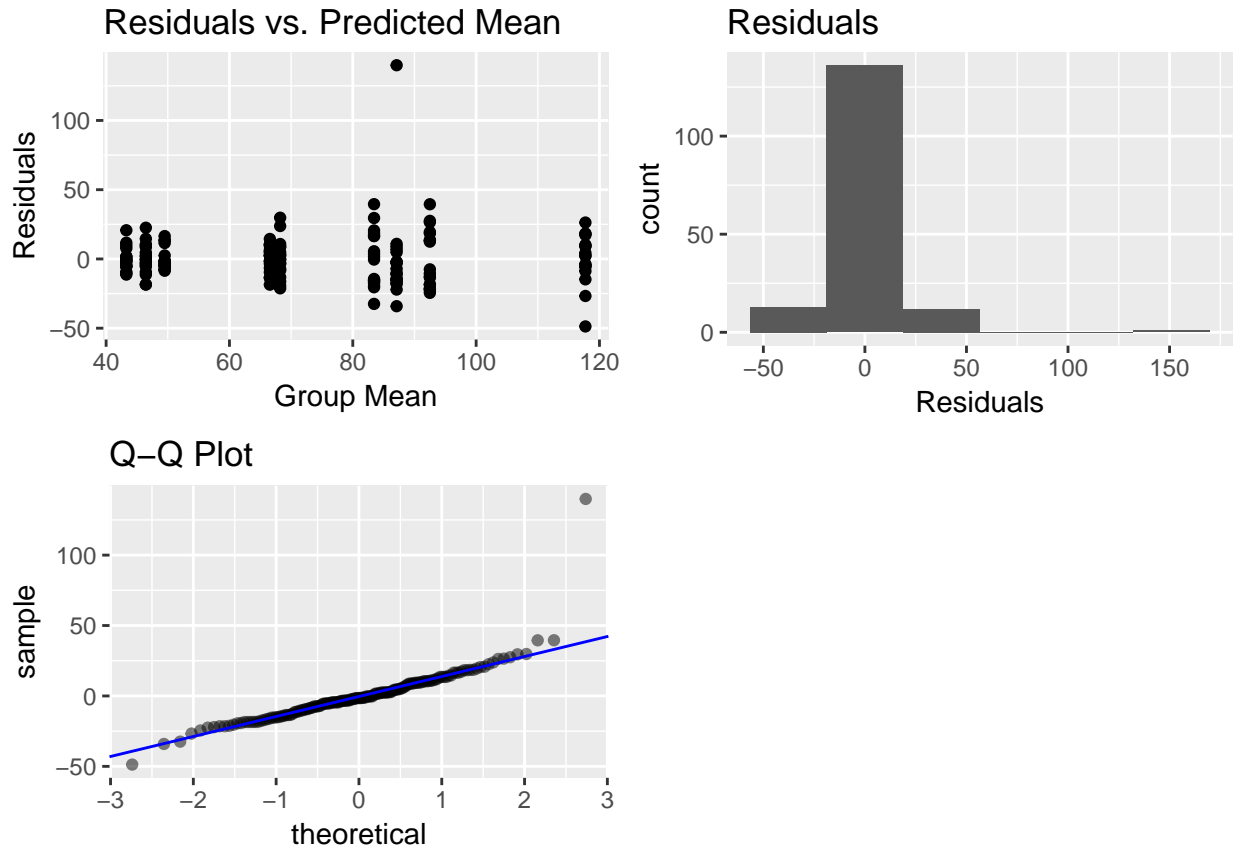 Residuals vs. Predicted Mean
100
50
0
−50
40 60 80 100 120
Group Mean
Residuals
Residuals
100
50
0
−50 0 50 100 150
Residuals
count
Q−Q Plot
100
50
0
−50
−3 −2 −1 0 1 2 3
theoretical
sample